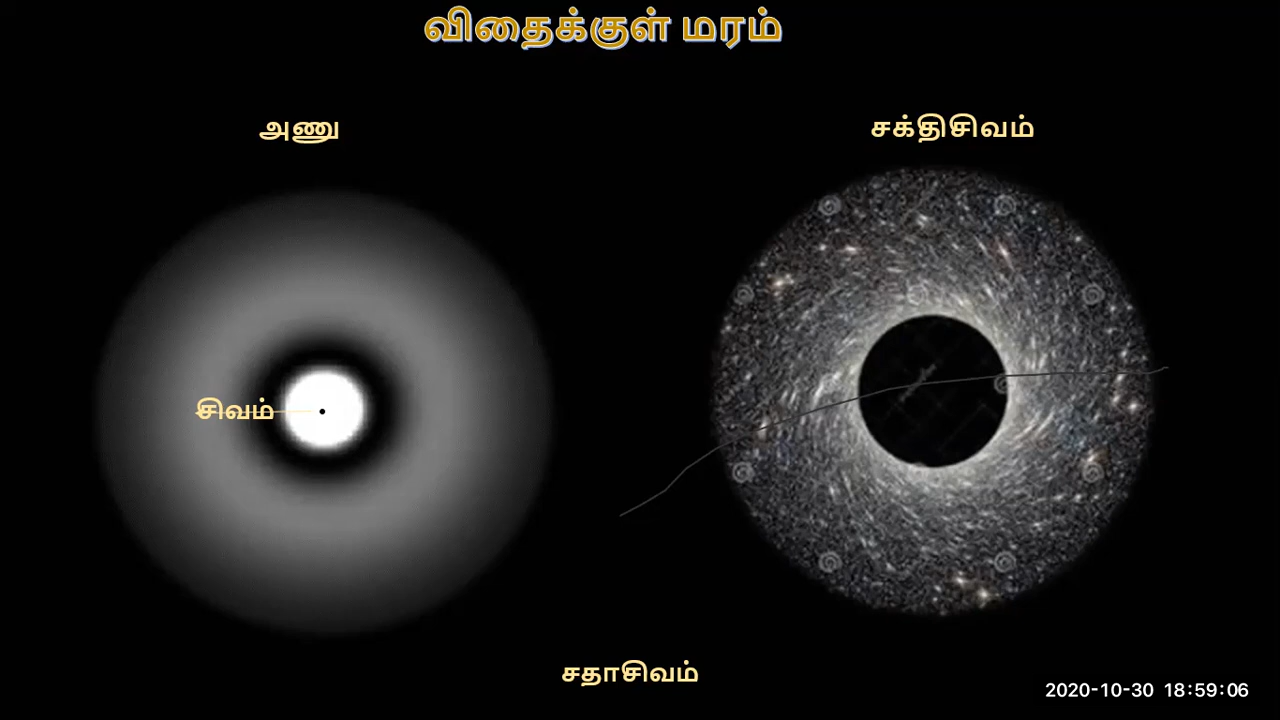 விதைக்குள் மரம்
அணு
சக்திசிவம்
சிவம்
சதாசிவம்
2020-10-30 18:59:06